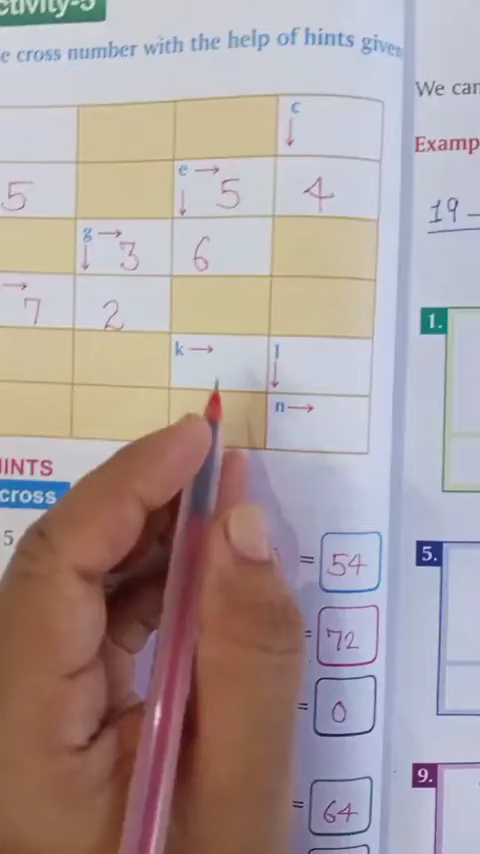 ctivity-5
e cross number with the help of hints given
c
5
e
5
4
g
3
6
7
2
k
l
n
INTS
cross
5
= 54
= 72
= 0
= 64
We can
Examp
19 –
1.
5.
9.